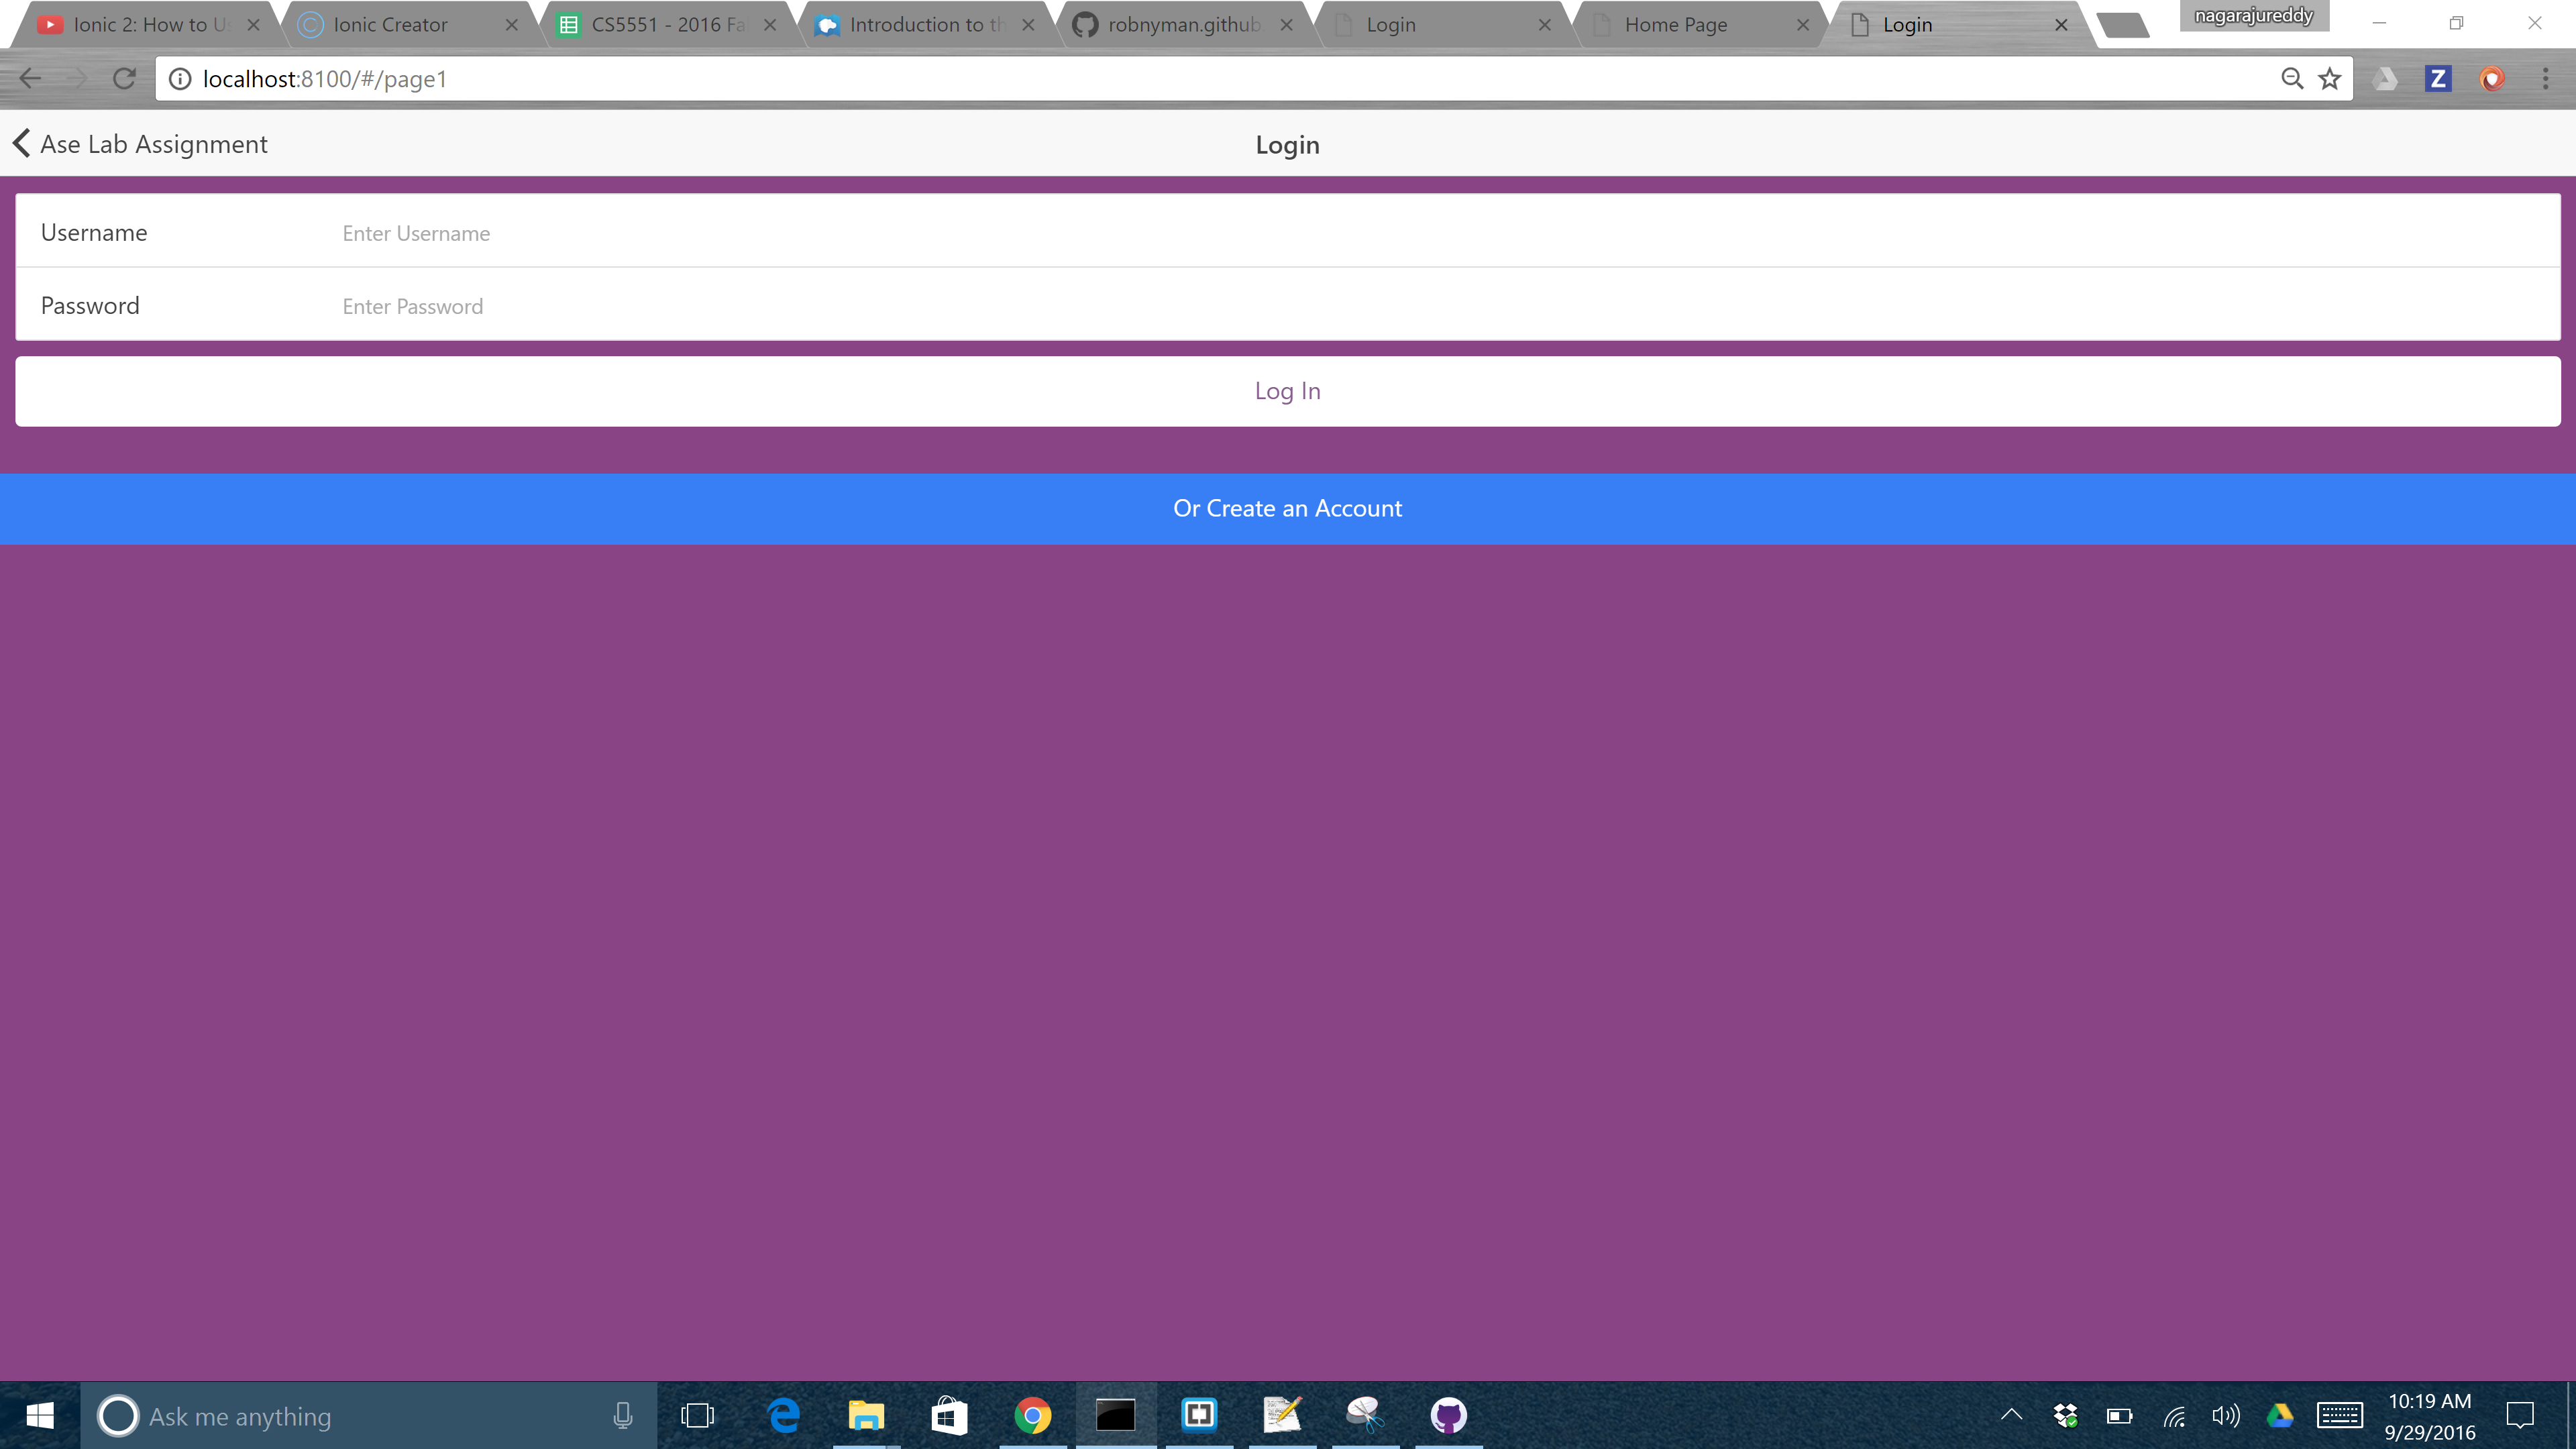 Ionic 2: How to Us
Ionic Creator
CS5551 - 2016 Fal
Introduction to th
robnyman.github
Login
Home Page
Login
nagarajureddy
localhost:8100/#/page1
Z
Ase Lab Assignment
Login
Username
Enter Username
Password
Enter Password
Log In
Or Create an Account
Ask me anything
10:19 AM
9/29/2016